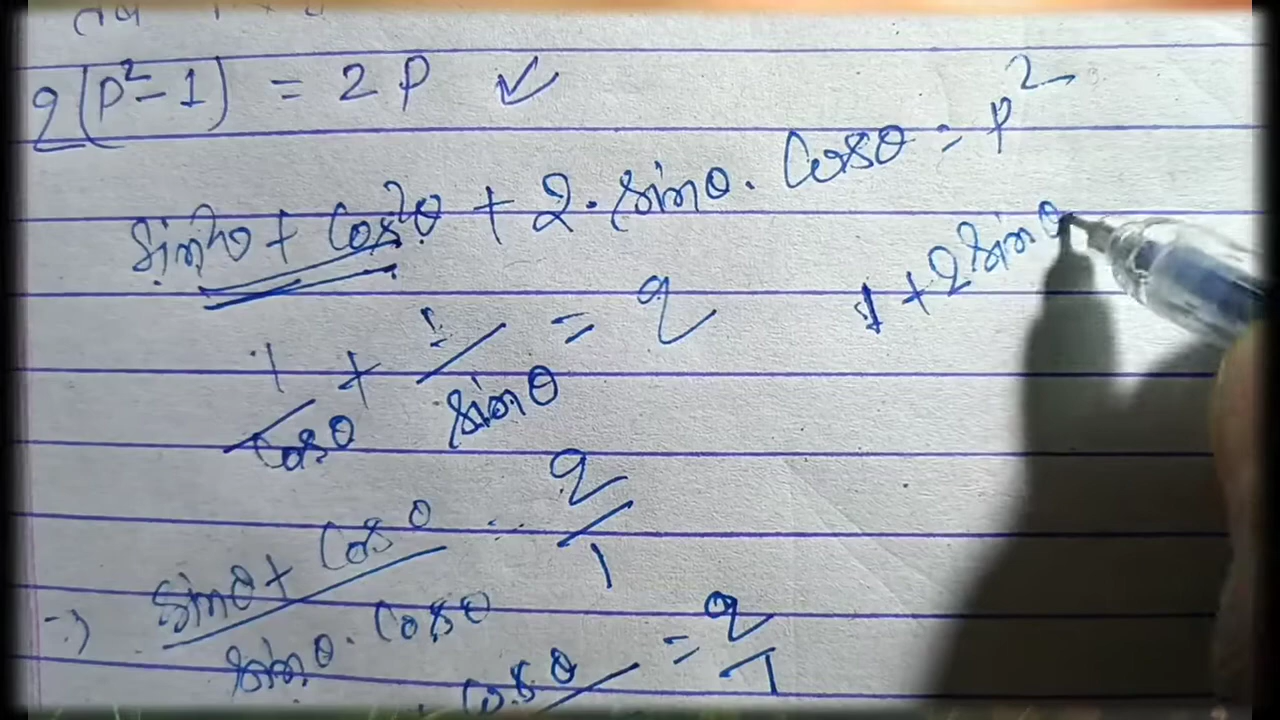 q(p²-1) = 2p ✓
sin²θ + cos²θ + 2·sinθ·cosθ = p²
1 + 2sinθ
1/cosθ + 1/sinθ = q
⇒ (sinθ + cosθ)/(sinθ·cosθ) = q/1
cosθ = q/1